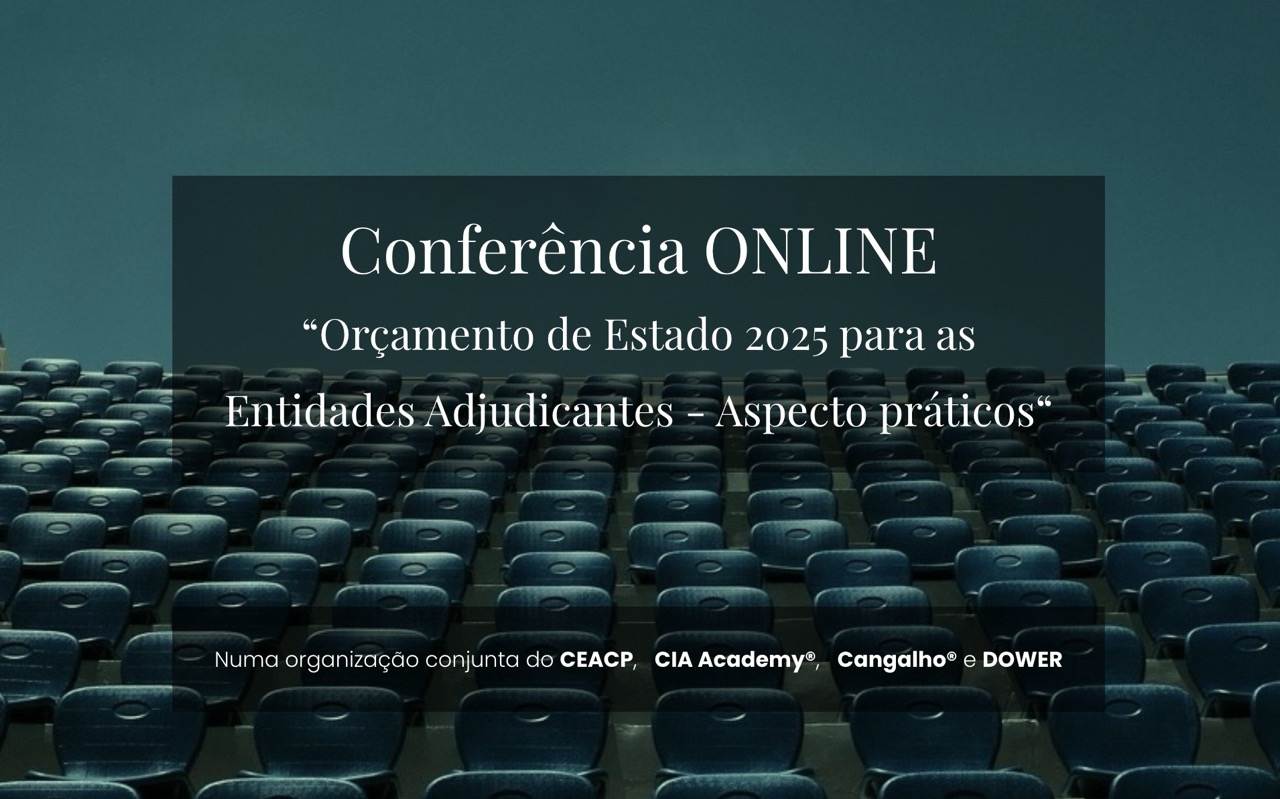 Conferência ONLINE
“Orçamento de Estado 2025 para as
Entidades Adjudicantes - Aspecto práticos“
Numa organização conjunta do CEACP, CIA Academy®, Cangalho® e DOWER